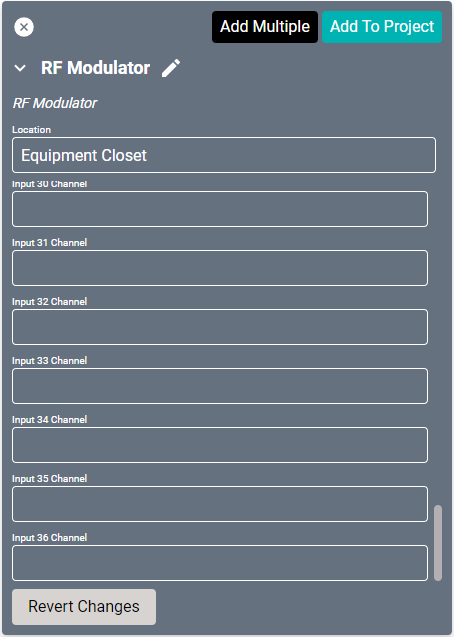 Add Multiple
Add To Project
RF Modulator
RF Modulator
Location
Equipment Closet
Input 30 Channel
Input 31 Channel
Input 32 Channel
Input 33 Channel
Input 34 Channel
Input 35 Channel
Input 36 Channel
Revert Changes